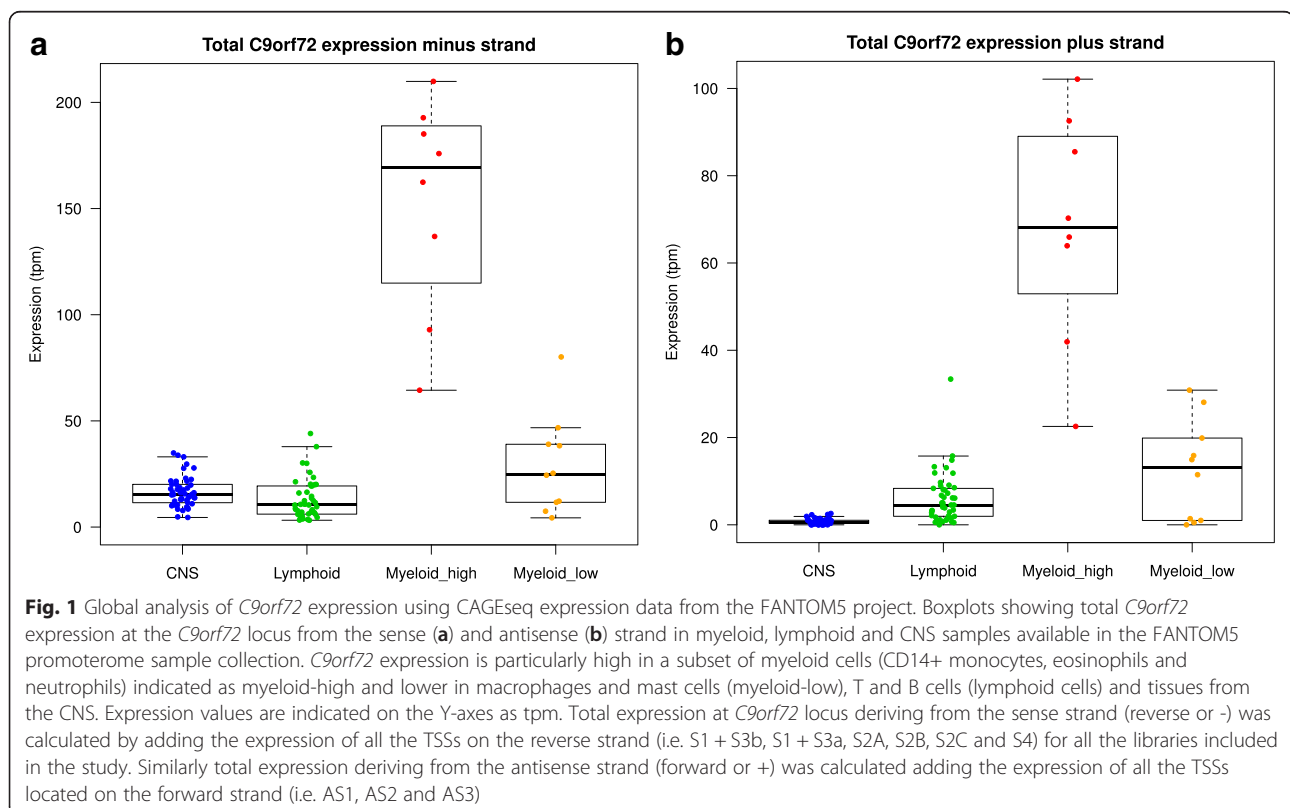 a
Total C9orf72 expression minus strand
Expression (tpm)
200
150
100
50
0
CNS Lymphoid Myeloid_high Myeloid_low
b
Total C9orf72 expression plus strand
Expression (tpm)
100
80
60
40
20
0
CNS Lymphoid Myeloid_high Myeloid_low
Fig. 1 Global analysis of C9orf72 expression using CAGEseq expression data from the FANTOM5 project. Boxplots showing total C9orf72
expression at the C9orf72 locus from the sense (a) and antisense (b) strand in myeloid, lymphoid and CNS samples available in the FANTOM5
promoterome sample collection. C9orf72 expression is particularly high in a subset of myeloid cells (CD14+ monocytes, eosinophils and
neutrophils) indicated as myeloid-high and lower in macrophages and mast cells (myeloid-low), T and B cells (lymphoid cells) and tissues from
the CNS. Expression values are indicated on the Y-axes as tpm. Total expression at C9orf72 locus deriving from the sense strand (reverse or -) was
calculated by adding the expression of all the TSSs on the reverse strand (i.e. S1 + S3b, S1 + S3a, S2A, S2B, S2C and S4) for all the libraries included
in the study. Similarly total expression deriving from the antisense strand (forward or +) was calculated adding the expression of all the TSSs
located on the forward strand (i.e. AS1, AS2 and AS3)